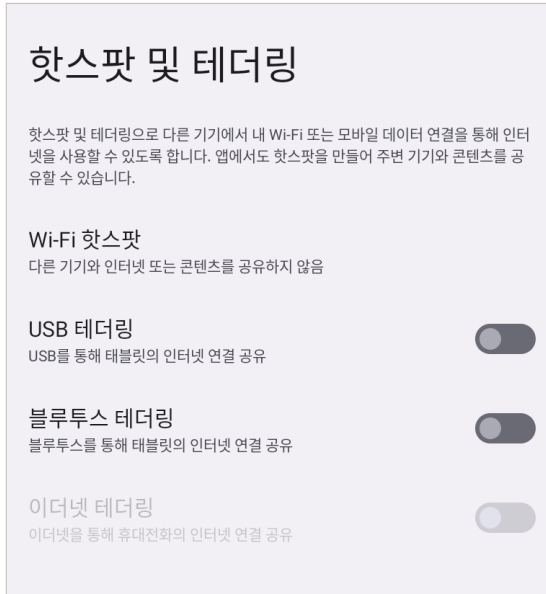 핫스팟 및 테더링
핫스팟 및 테더링으로 다른 기기에서 내 Wi-Fi 또는 모바일 데이터 연결을 통해 인터
넷을 사용할 수 있도록 합니다. 앱에서도 핫스팟을 만들어 주변 기기와 콘텐츠를 공
유할 수 있습니다.
Wi-Fi 핫스팟
다른 기기와 인터넷 또는 콘텐츠를 공유하지 않음
USB 테더링
USB를 통해 태블릿의 인터넷 연결 공유
블루투스 테더링
블루투스를 통해 태블릿의 인터넷 연결 공유
이더넷 테더링
이더넷을 통해 휴대전화의 인터넷 연결 공유